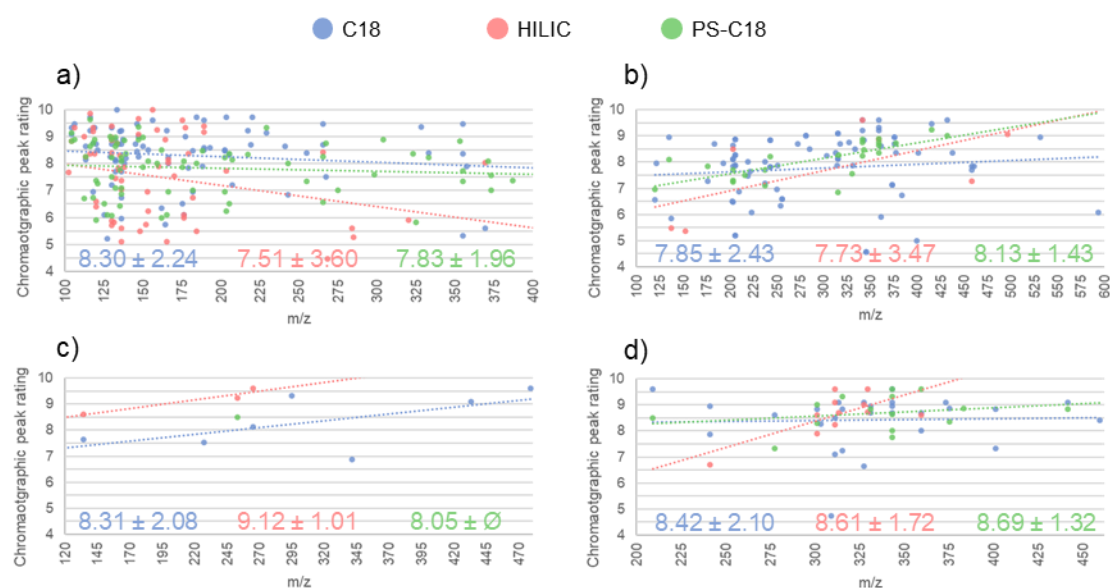 C18 HILIC PS-C18
a) b)
Chromaotgraphic peak rating
10
9
8
7
6
5
4
8.30 ± 2.24 7.51 ± 3.60 7.83 ± 1.96
100 125 150 175 200 225 250 275 300 325 350 375 400
m/z
Chromaotgraphic peak rating
10
9
8
7
6
5
4
7.85 ± 2.43 7.73 ± 3.47 8.13 ± 1.43
100 125 150 175 200 225 250 275 300 325 350 375 400 425 450 475 500 525 550 575 600
m/z
c) d)
Chromaotgraphic peak rating
10
9
8
7
6
5
4
8.31 ± 2.08 9.12 ± 1.01 8.05 ± Ø
120 145 170 195 220 245 270 295 320 345 370 395 420 445 470
m/z
Chromaotgraphic peak rating
10
9
8
7
6
5
4
8.42 ± 2.10 8.61 ± 1.72 8.69 ± 1.32
200 225 250 275 300 325 350 375 400 425 450
m/z